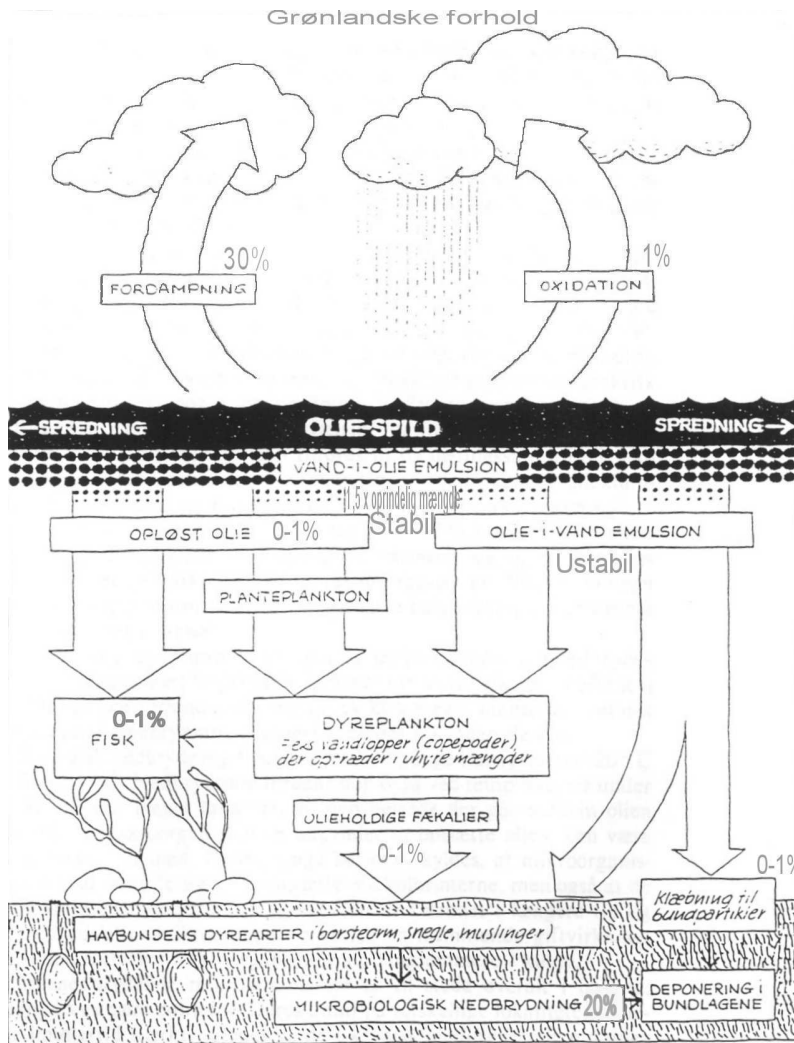 Grønlandske forhold
30%
FORDAMPNING
1%
OXIDATION
←SPREDNING
OLIE-SPILD
SPREDNING→
VAND-I-OLIE EMULSION
1,5 x oprindelig mængde
Stabil
OPLØST OLIE 0-1%
OLIE-I-VAND EMULSION
Ustabil
PLANTEPLANKTON
0-1%
FISK
DYREPLANKTON
F.eks vandlopper (copepoder)
der optræder i uhyre mængder
OLIEHOLDIGE FÆKALIER
0-1%
0-1%
Klæbning til
bundpartikler
HAVBUNDENS DYREARTER (borsteorm, snegle, muslinger)
MIKROBIOLOGISK NEDBRYDNING 20%
DEPONERING I
BUNDLAGENE